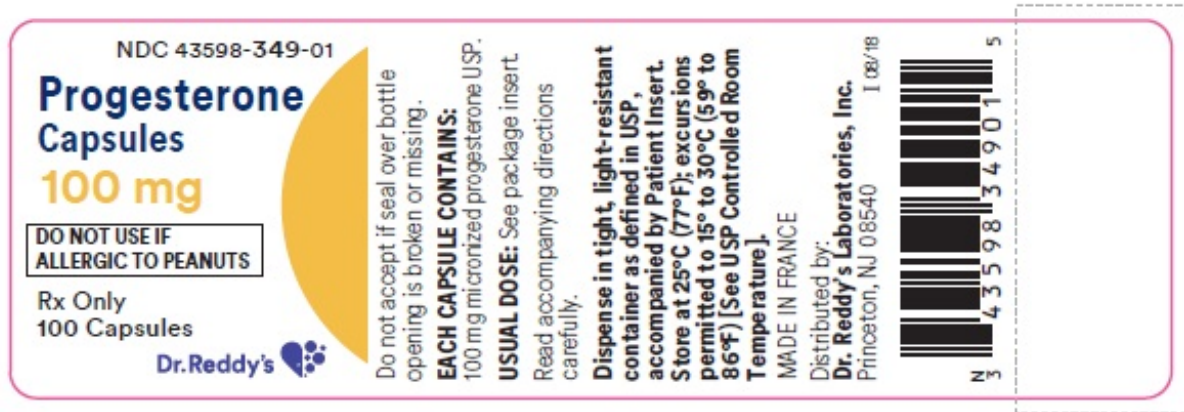 NDC 43598-349-01
Progesterone
Capsules
100 mg
DO NOT USE IF
ALLERGIC TO PEANUTS
Rx Only
100 Capsules
Dr.Reddy's
Do not accept if seal over bottle
opening is broken or missing.
EACH CAPSULE CONTAINS:
100 mg micronized progesterone USP.
USUAL DOSE: See package insert.
Read accompanying directions
carefully.
Dispense in tight, light-resistant
container as defined in USP,
accompanied by Patient Insert.
Store at 25°C (77°F); excursions
permitted to 15° to 30°C (59° to
86°F) [See USP Controlled Room
Temperature].
MADE IN FRANCE
Distributed by:
Dr. Reddy's Laboratories, Inc.
Princeton, NJ 08540 I 08/18
N 3 43598 34901 5